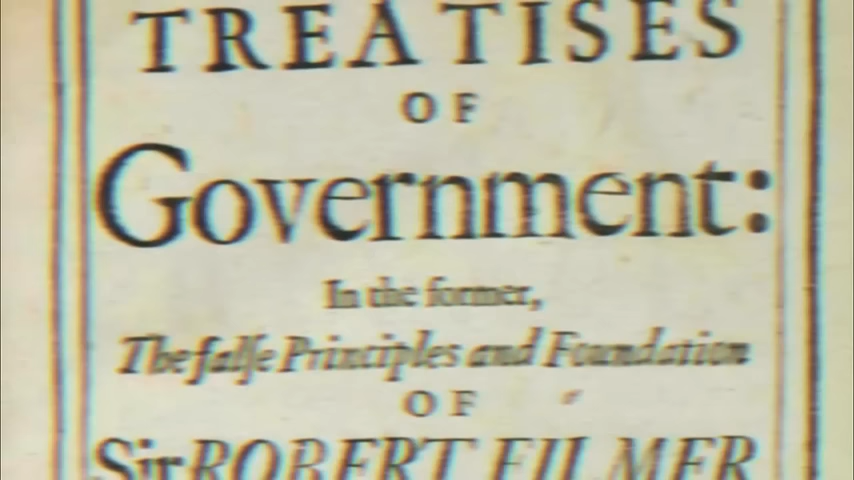 TREATISES
OF
Government:
In the former,
The falſe Principles and Foundation
OF
Sir ROBERT FILMER